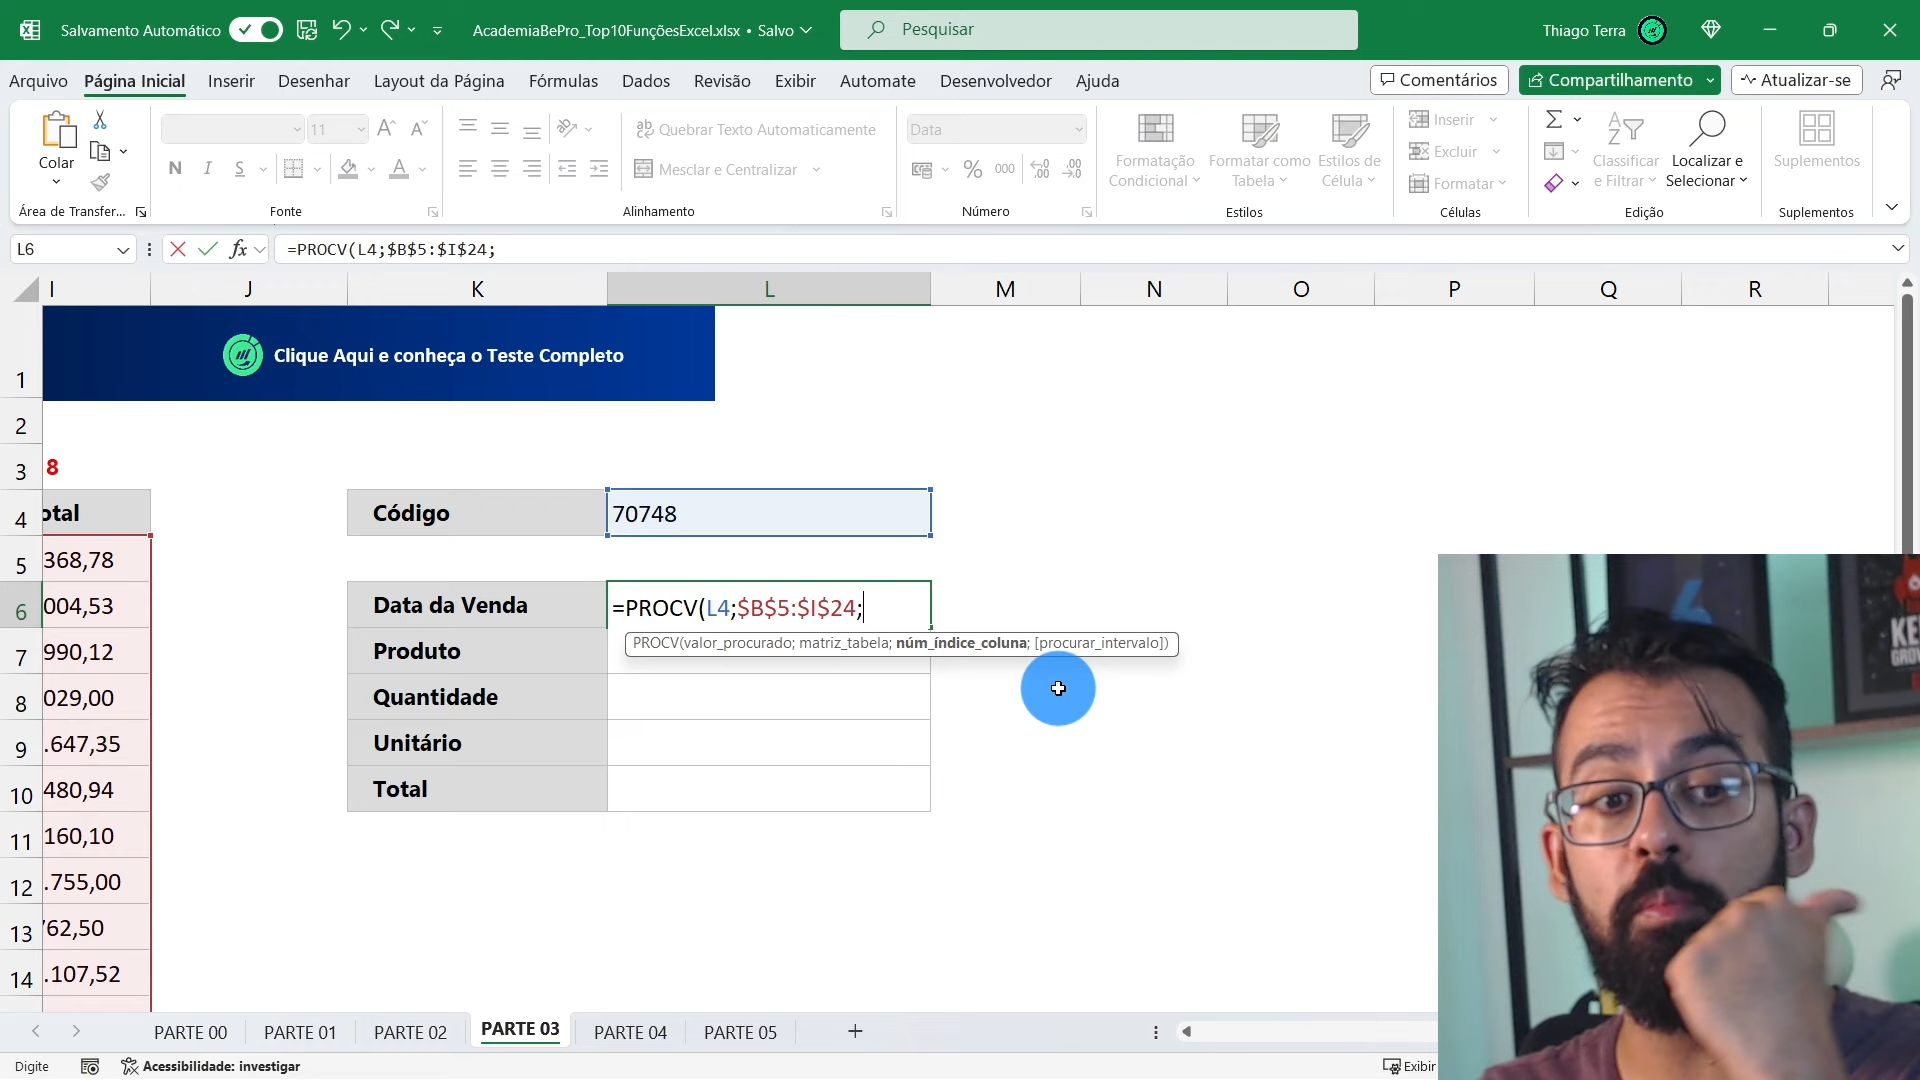 Salvamento Automático
AcademiaBePro_Top10FunçõesExcel.xlsx • Salvo
Pesquisar
Thiago Terra
Arquivo Página Inicial Inserir Desenhar Layout da Página Fórmulas Dados Revisão Exibir Automate Desenvolvedor Ajuda
Comentários Compartilhamento Atualizar-se
Colar
Área de Transfer...
11
N I S
Fonte
Quebrar Texto Automaticamente
Mesclar e Centralizar
Alinhamento
Data
% 000
Número
Formatação Condicional
Formatar como Tabela
Estilos de Célula
Estilos
Inserir
Excluir
Formatar
Células
Classificar e Filtrar
Localizar e Selecionar
Edição
Suplementos
Suplementos
L6 fx =PROCV(L4;$B$5:$I$24;
I J K L M N O P Q R
1 Clique Aqui e conheça o Teste Completo
2
3 8
4 otal Código 70748
5 368,78
6 004,53 Data da Venda =PROCV(L4;$B$5:$I$24;
PROCV(valor_procurado; matriz_tabela; núm_índice_coluna; [procurar_intervalo])
7 990,12 Produto
8 029,00 Quantidade
9 .647,35 Unitário
10 480,94 Total
11 160,10
12 .755,00
13 762,50
14 .107,52
PARTE 00 PARTE 01 PARTE 02 PARTE 03 PARTE 04 PARTE 05
Digite Acessibilidade: investigar Exibir